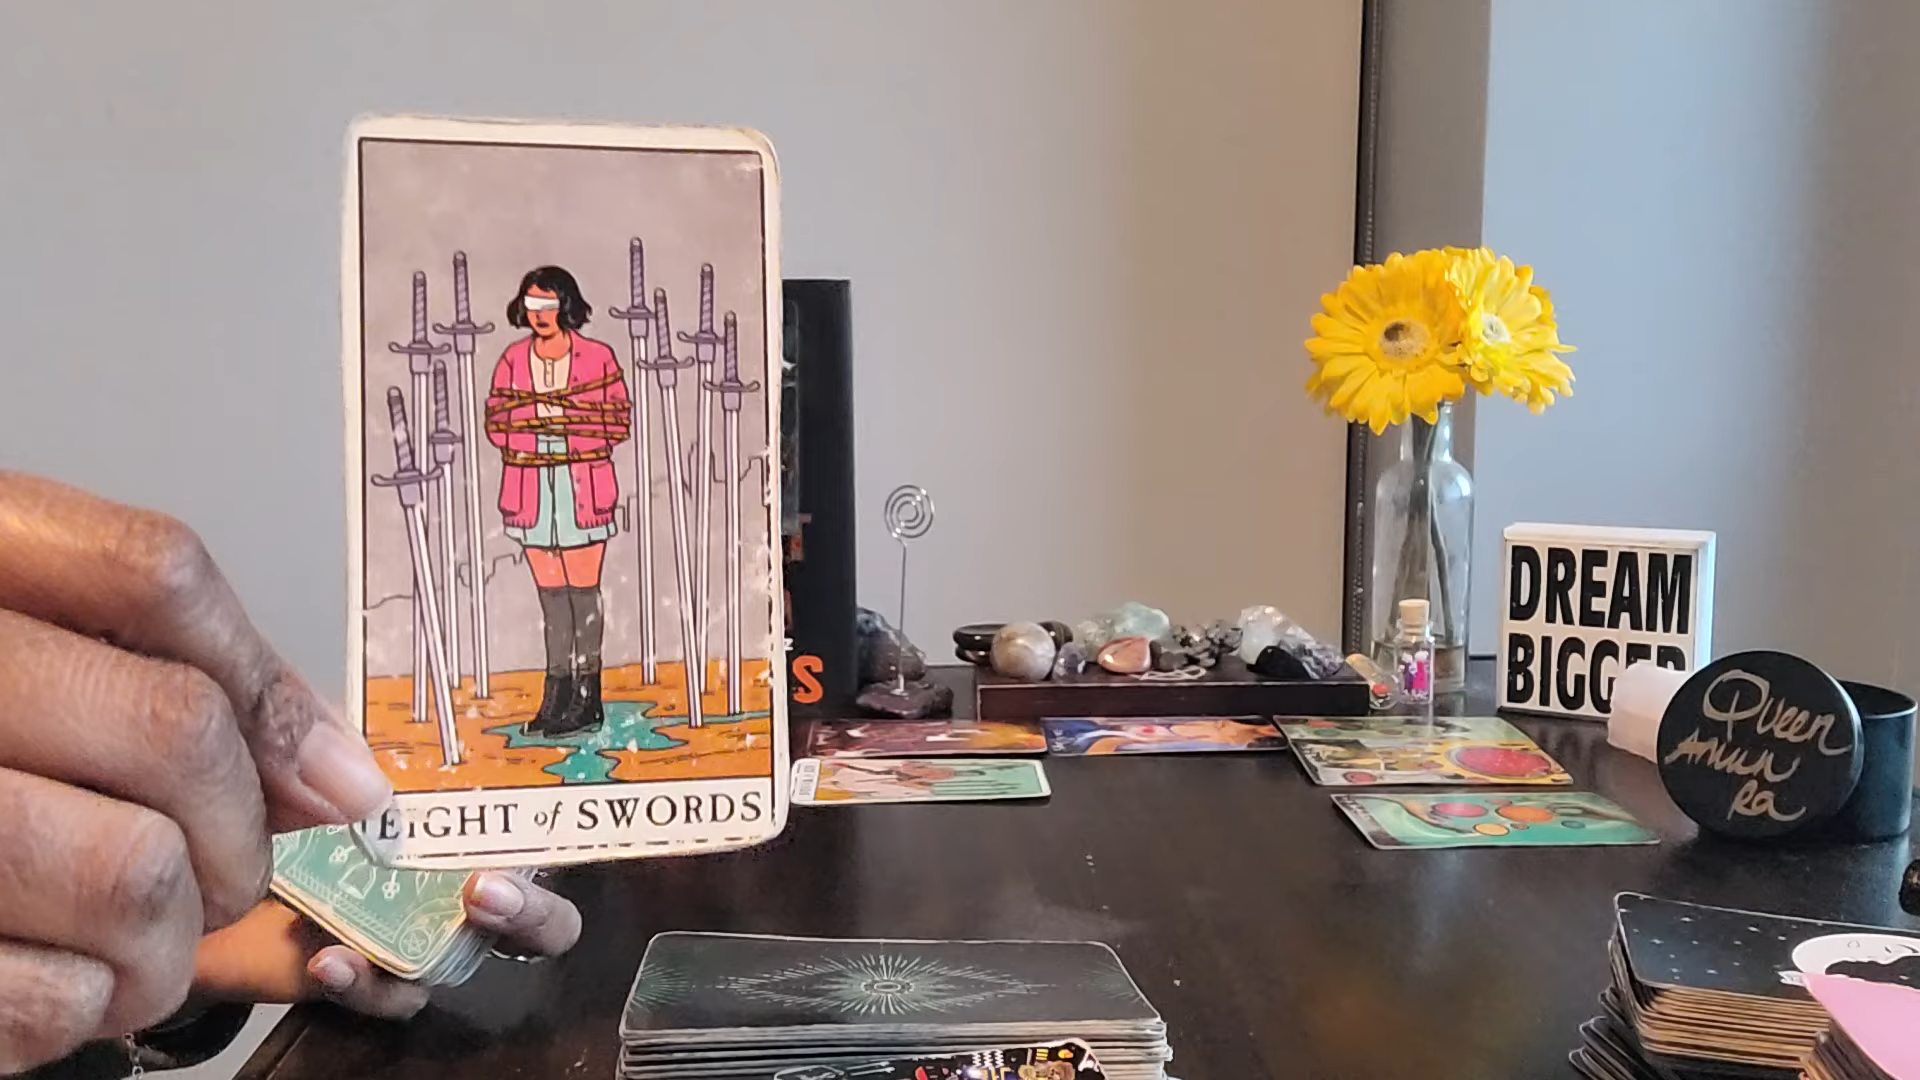 EIGHT of SWORDS
S
DREAM
BIGGER
Queen
Amun
Ra